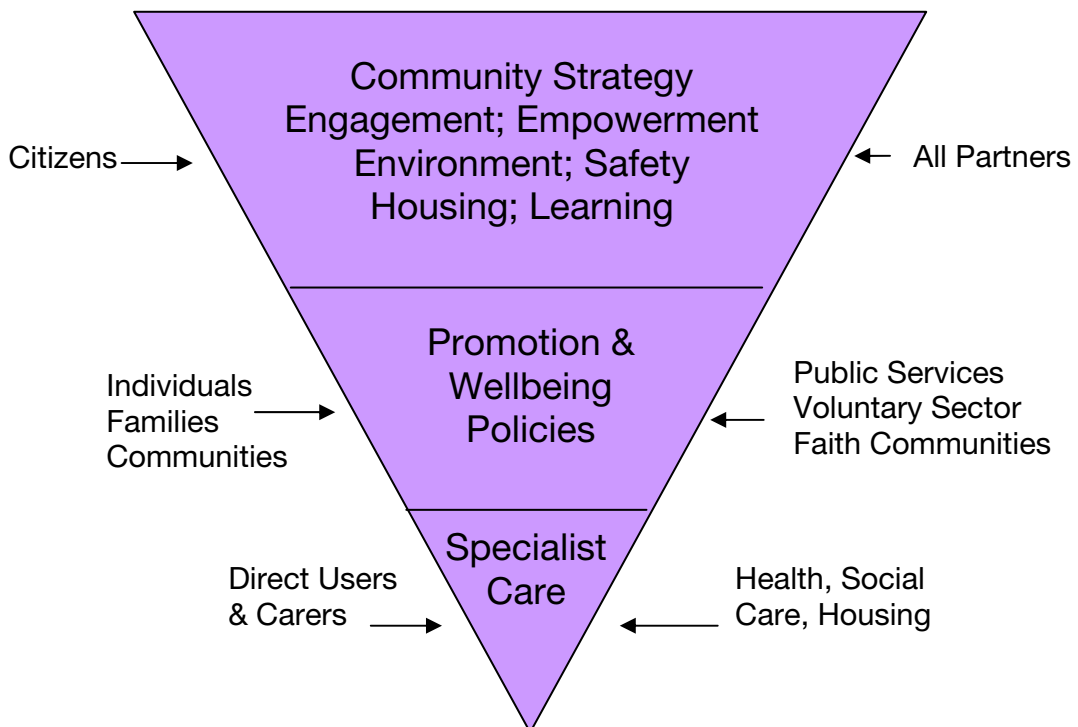 Community Strategy
Engagement; Empowerment
Environment; Safety
Housing; Learning
Citizens
All Partners
Promotion &
Wellbeing
Policies
Individuals
Families
Communities
Public Services
Voluntary Sector
Faith Communities
Specialist
Care
Direct Users
& Carers
Health, Social
Care, Housing